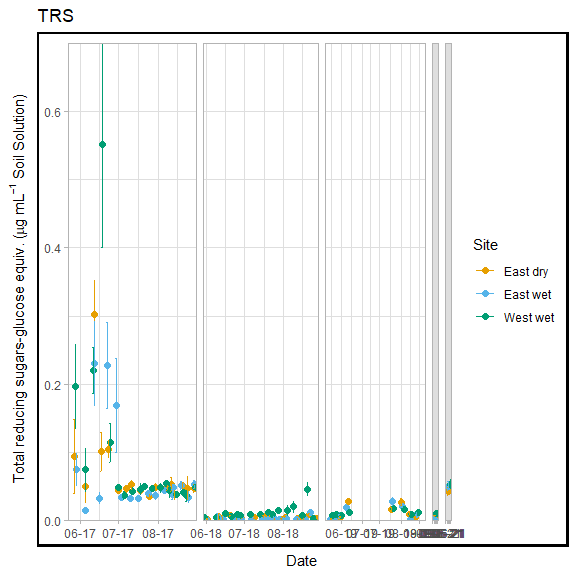 TRS
Total reducing sugars-glucose equiv. (μg mL⁻¹ Soil Solution)
0.6
0.4
0.2
0.0
06-17 07-17 08-17 06-18 07-18 08-18 06-19
Date
Site
East dry
East wet
West wet